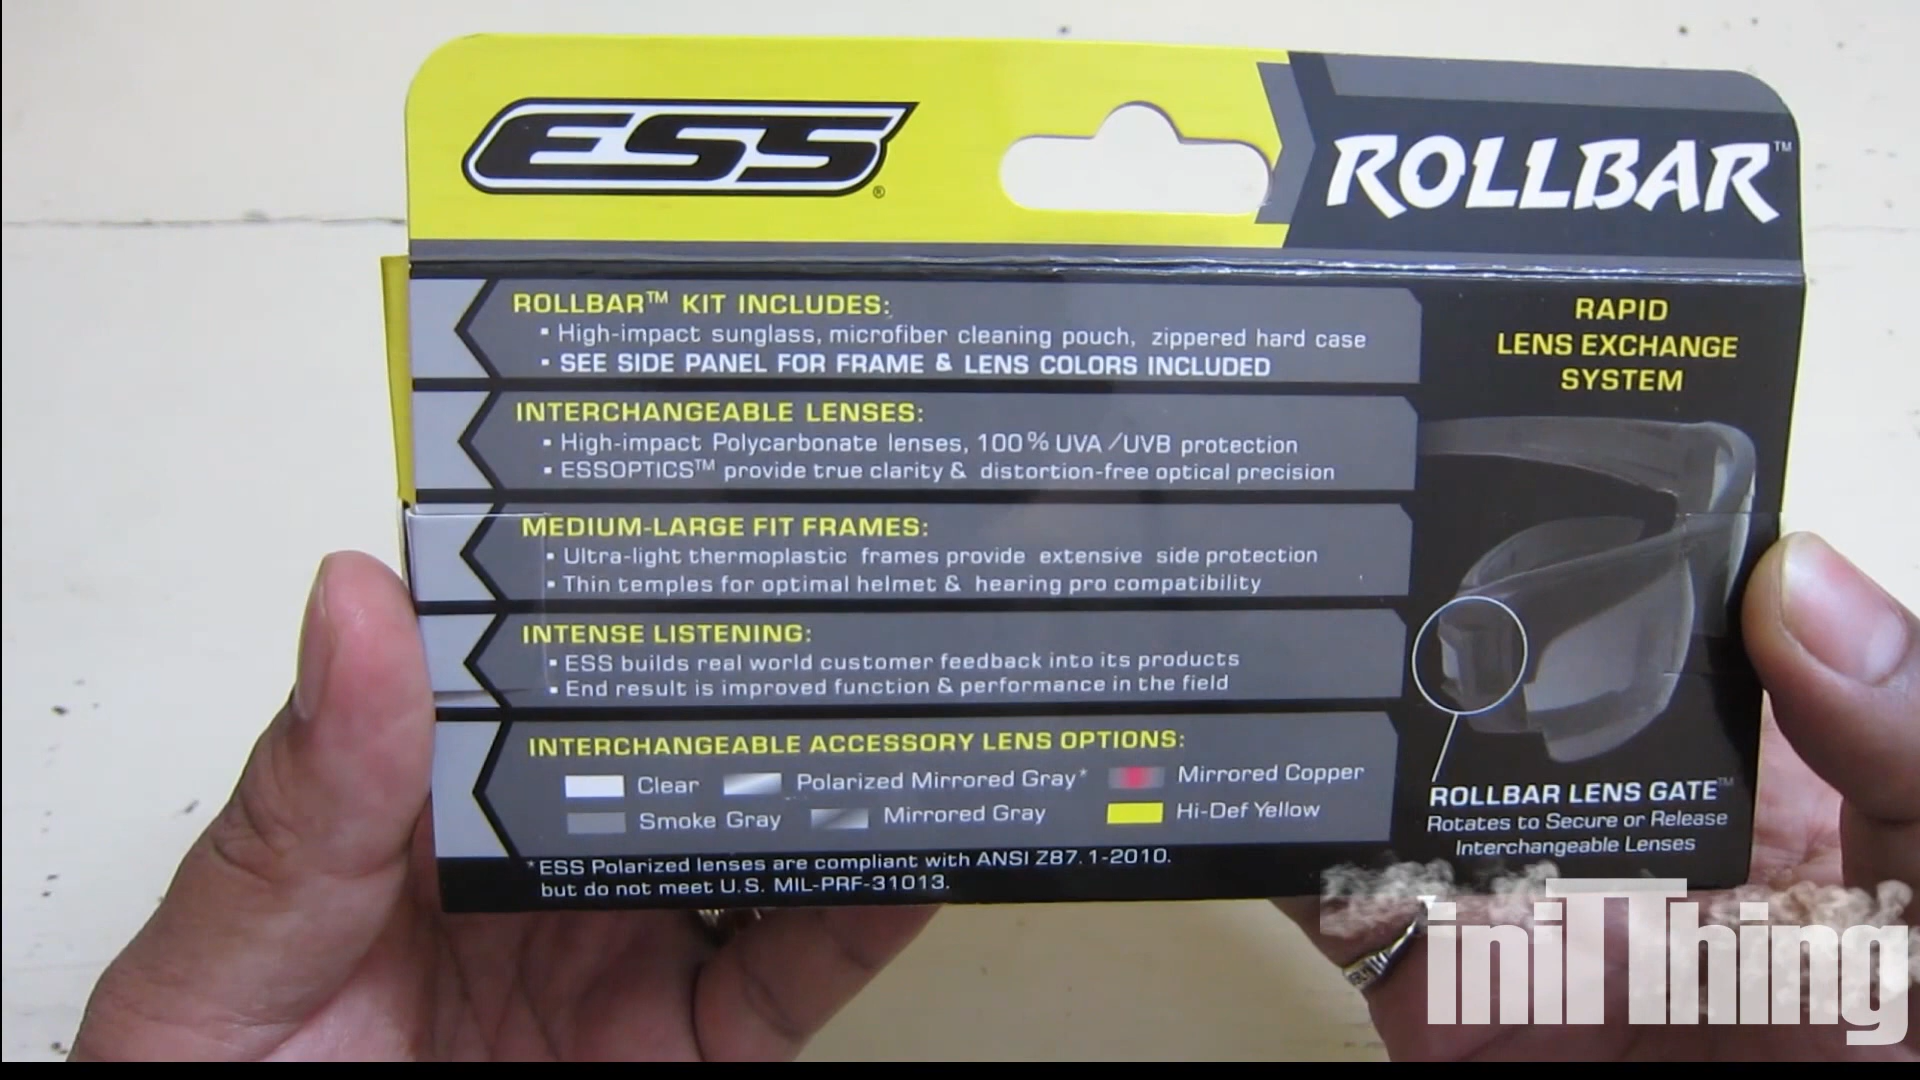 ESS®
ROLLBAR™
ROLLBAR™ KIT INCLUDES:
▪ High-impact sunglass, microfiber cleaning pouch, zippered hard case
▪ SEE SIDE PANEL FOR FRAME & LENS COLORS INCLUDED
INTERCHANGEABLE LENSES:
▪ High-impact Polycarbonate lenses, 100% UVA/UVB protection
▪ ESSOPTICS™ provide true clarity & distortion-free optical precision
MEDIUM-LARGE FIT FRAMES:
▪ Ultra-light thermoplastic frames provide extensive side protection
▪ Thin temples for optimal helmet & hearing pro compatibility
INTENSE LISTENING:
▪ ESS builds real world customer feedback into its products
▪ End result is improved function & performance in the field
INTERCHANGEABLE ACCESSORY LENS OPTIONS:
Clear Polarized Mirrored Gray* Mirrored Copper
Smoke Gray Mirrored Gray Hi-Def Yellow
*ESS Polarized lenses are compliant with ANSI Z87.1-2010.
but do not meet U.S. MIL-PRF-31013.
RAPID
LENS EXCHANGE
SYSTEM
ROLLBAR LENS GATE™
Rotates to Secure or Release
Interchangeable Lenses
iniTThing